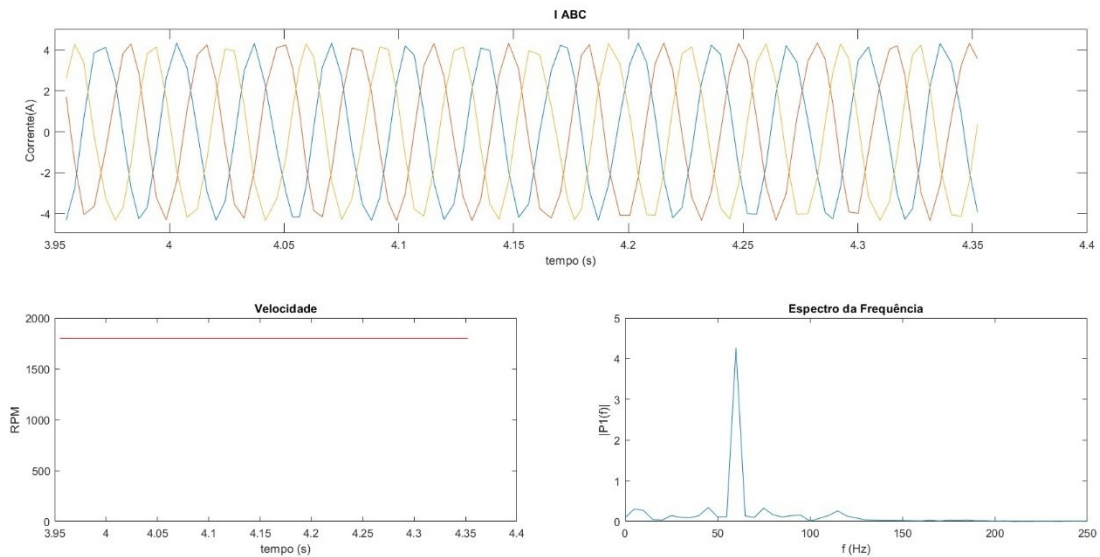 I ABC
Corrente(A)
4
2
0
-2
-4
3.95 4 4.05 4.1 4.15 4.2 4.25 4.3 4.35 4.4
tempo (s)
Velocidade
RPM
2000
1500
1000
500
0
3.95 4 4.05 4.1 4.15 4.2 4.25 4.3 4.35 4.4
tempo (s)
Espectro da Frequência
|P1(f)|
5
4
3
2
1
0
0 50 100 150 200 250
f (Hz)